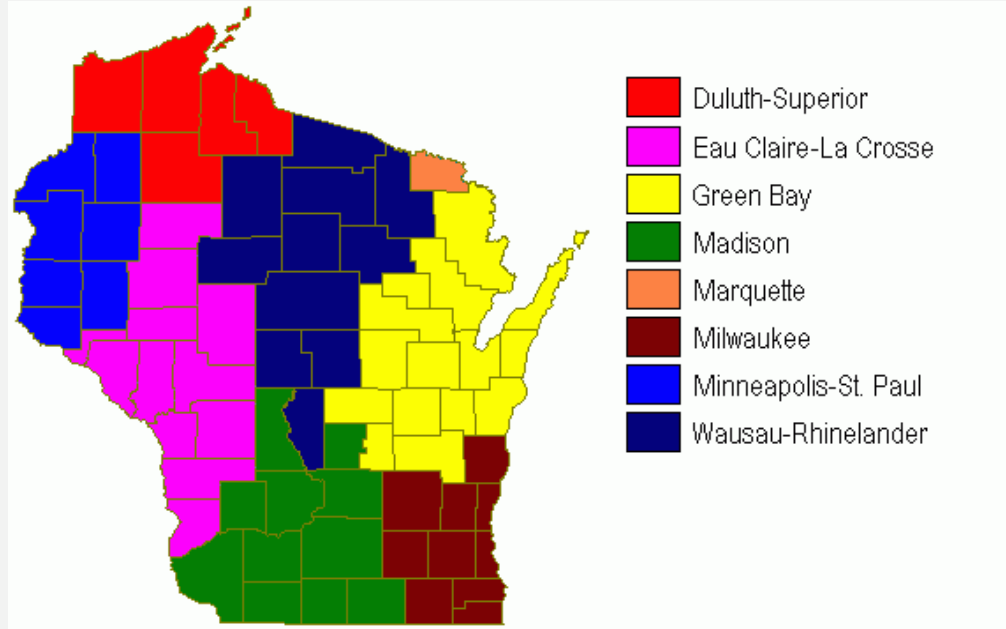 Duluth-Superior
Eau Claire-La Crosse
Green Bay
Madison
Marquette
Milwaukee
Minneapolis-St. Paul
Wausau-Rhinelander